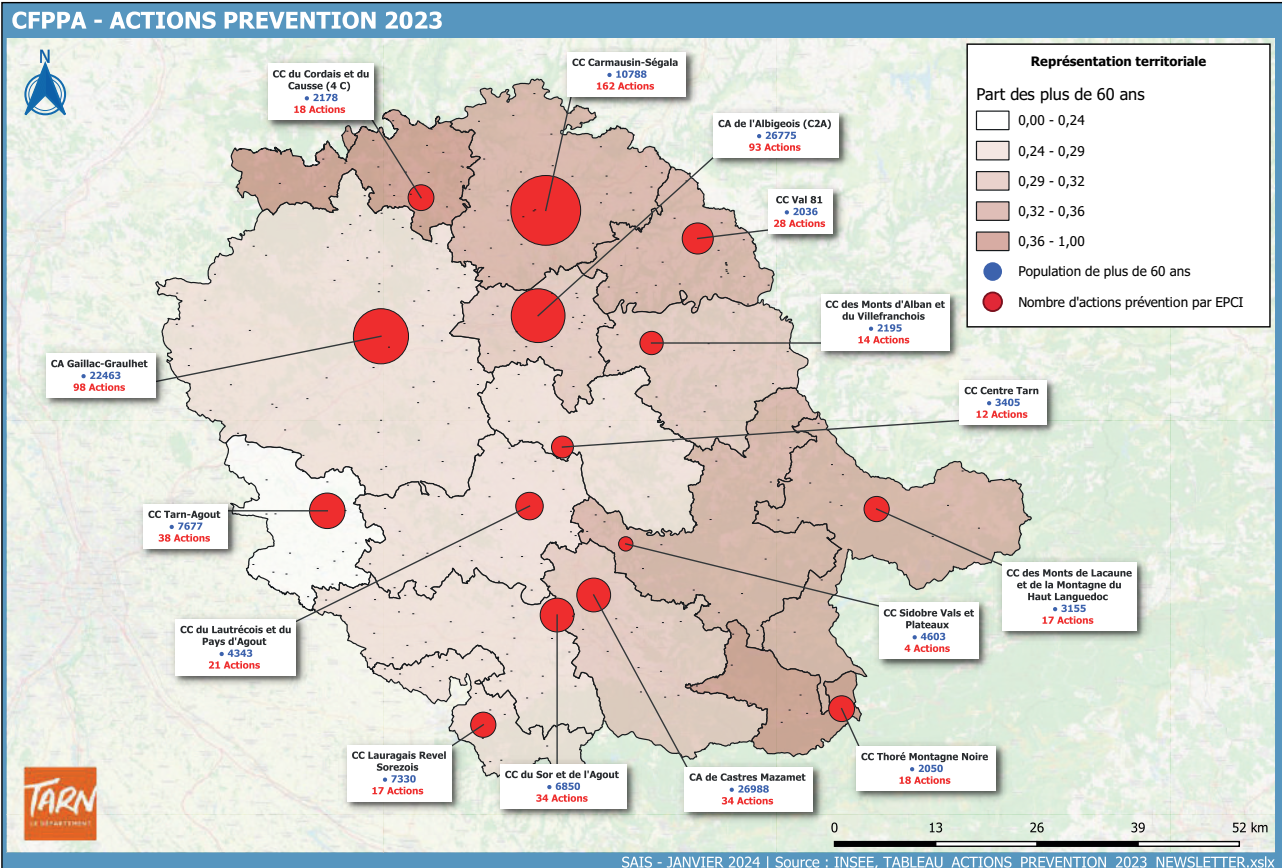 CFPPA - ACTIONS PREVENTION 2023
N
CC du Cordais et du
Causse (4 C)
• 2178
18 Actions
CC Carmausin-Ségala
• 10788
162 Actions
CA de l'Albigeois (C2A)
• 26775
93 Actions
CC Val 81
• 2036
28 Actions
Représentation territoriale
Part des plus de 60 ans
0,00 - 0,24
0,24 - 0,29
0,29 - 0,32
0,32 - 0,36
0,36 - 1,00
Population de plus de 60 ans
Nombre d'actions prévention par EPCI
CC des Monts d'Alban et
du Villefranchois
• 2195
14 Actions
CA Gaillac-Graulhet
• 22463
98 Actions
CC Centre Tarn
• 3405
12 Actions
CC Tarn-Agout
• 7677
38 Actions
CC des Monts de Lacaune
et de la Montagne du
Haut Languedoc
• 3155
17 Actions
CC Sidobre Vals et
Plateaux
• 4603
4 Actions
CC du Lautrécois et du
Pays d'Agout
• 4343
21 Actions
CC Lauragais Revel
Sorezois
• 7330
17 Actions
CC du Sor et de l'Agout
• 6850
34 Actions
CA de Castres Mazamet
• 26988
34 Actions
CC Thoré Montagne Noire
• 2050
18 Actions
TARN
LE DÉPARTEMENT
0 13 26 39 52 km
SAIS - JANVIER 2024 | Source : INSEE, TABLEAU_ACTIONS_PREVENTION_2023_NEWSLETTER.xslx